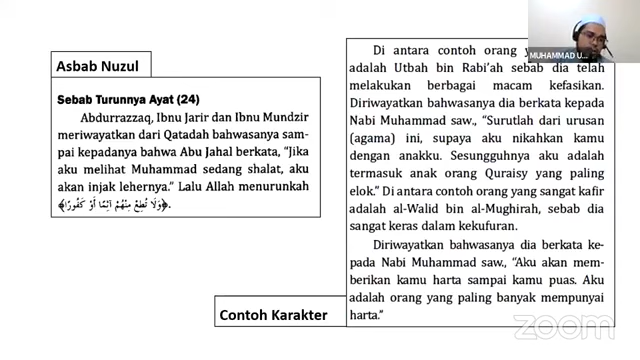 Asbab Nuzul
Sebab Turunnya Ayat (24)
Abdurrazzaq, Ibnu Jarir dan Ibnu Mundzir
meriwayatkan dari Qatadah bahwasanya sam-
pai kepadanya bahwa Abu Jahal berkata, "Jika
aku melihat Muhammad sedang shalat, aku
akan injak lehernya." Lalu Allah menurunkah
﴿وَلَا تُطِعْ مِنْهُمْ آثِمًا أَوْ كَفُورًا﴾.
Di antara contoh orang
adalah Utbah bin Rabi'ah sebab dia telah
melakukan berbagai macam kefasikan.
Diriwayatkan bahwasanya dia berkata kepada
Nabi Muhammad saw., "Surutlah dari urusan
(agama) ini, supaya aku nikahkan kamu
dengan anakku. Sesungguhnya aku adalah
termasuk anak orang Quraisy yang paling
elok." Di antara contoh orang yang sangat kafir
adalah al-Walid bin al-Mughirah, sebab dia
sangat keras dalam kekufuran.
Diriwayatkan bahwasanya dia berkata ke-
pada Nabi Muhammad saw., "Aku akan mem-
berikan kamu harta sampai kamu puas. Aku
adalah orang yang paling banyak mempunyai
harta."
Contoh Karakter
MUHAMMAD U...
zoom